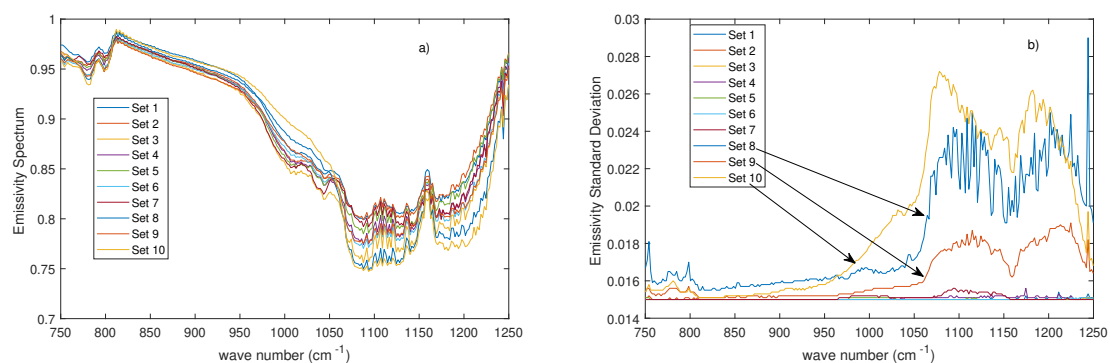 a)
Emissivity Spectrum
1
0.95
0.9
0.85
0.8
0.75
0.7
Set 1
Set 2
Set 3
Set 4
Set 5
Set 6
Set 7
Set 8
Set 9
Set 10
750 800 850 900 950 1000 1050 1100 1150 1200 1250
wave number (cm⁻¹)
b)
Emissivity Standard Deviation
0.03
0.028
0.026
0.024
0.022
0.02
0.018
0.016
0.014
Set 1
Set 2
Set 3
Set 4
Set 5
Set 6
Set 7
Set 8
Set 9
Set 10
750 800 850 900 950 1000 1050 1100 1150 1200 1250
wave number (cm⁻¹)